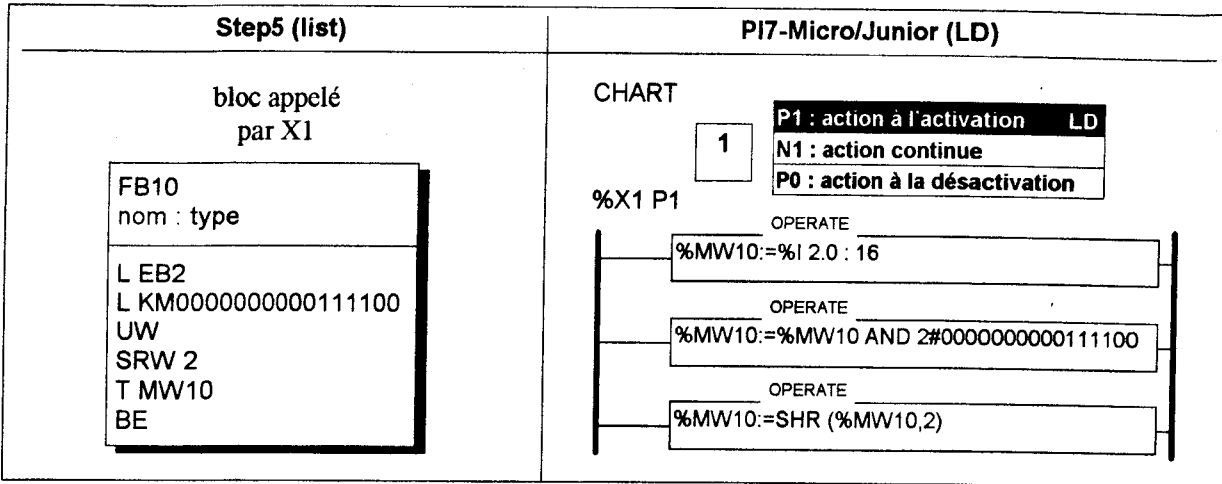 Step5 (list)
Pl7-Micro/Junior (LD)
bloc appelé
par X1
FB10
nom : type
L EB2
L KM0000000000111100
UW
SRW 2
T MW10
BE
CHART
1
P1 : action à l'activation LD
N1 : action continue
P0 : action à la désactivation
%X1 P1
OPERATE
%MW10:=%I 2.0 : 16
OPERATE
%MW10:=%MW10 AND 2#0000000000111100
OPERATE
%MW10:=SHR (%MW10,2)